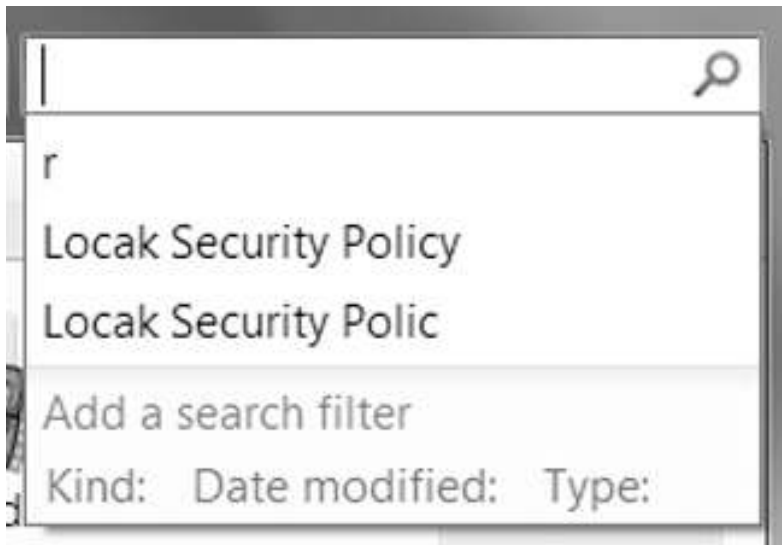 r
Locak Security Policy
Locak Security Polic
Add a search filter
Kind: Date modified: Type:
d